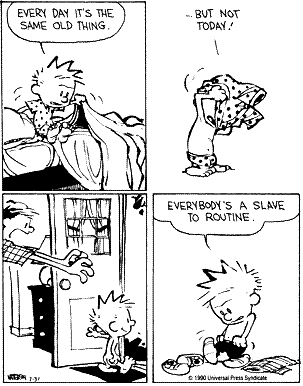 EVERY DAY IT'S THE
SAME OLD THING.
...BUT NOT
TODAY!
EVERYBODY'S A SLAVE
TO ROUTINE.
© 1990 Universal Press Syndicate